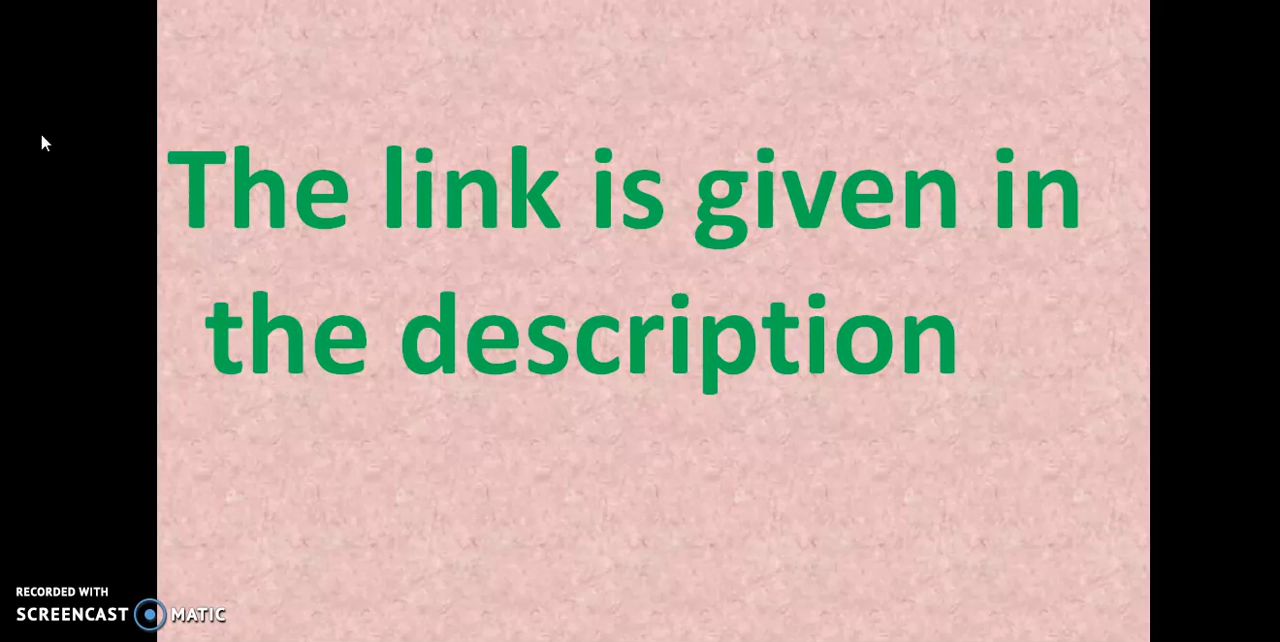 The link is given in
the description
RECORDED WITH
SCREENCAST MATIC